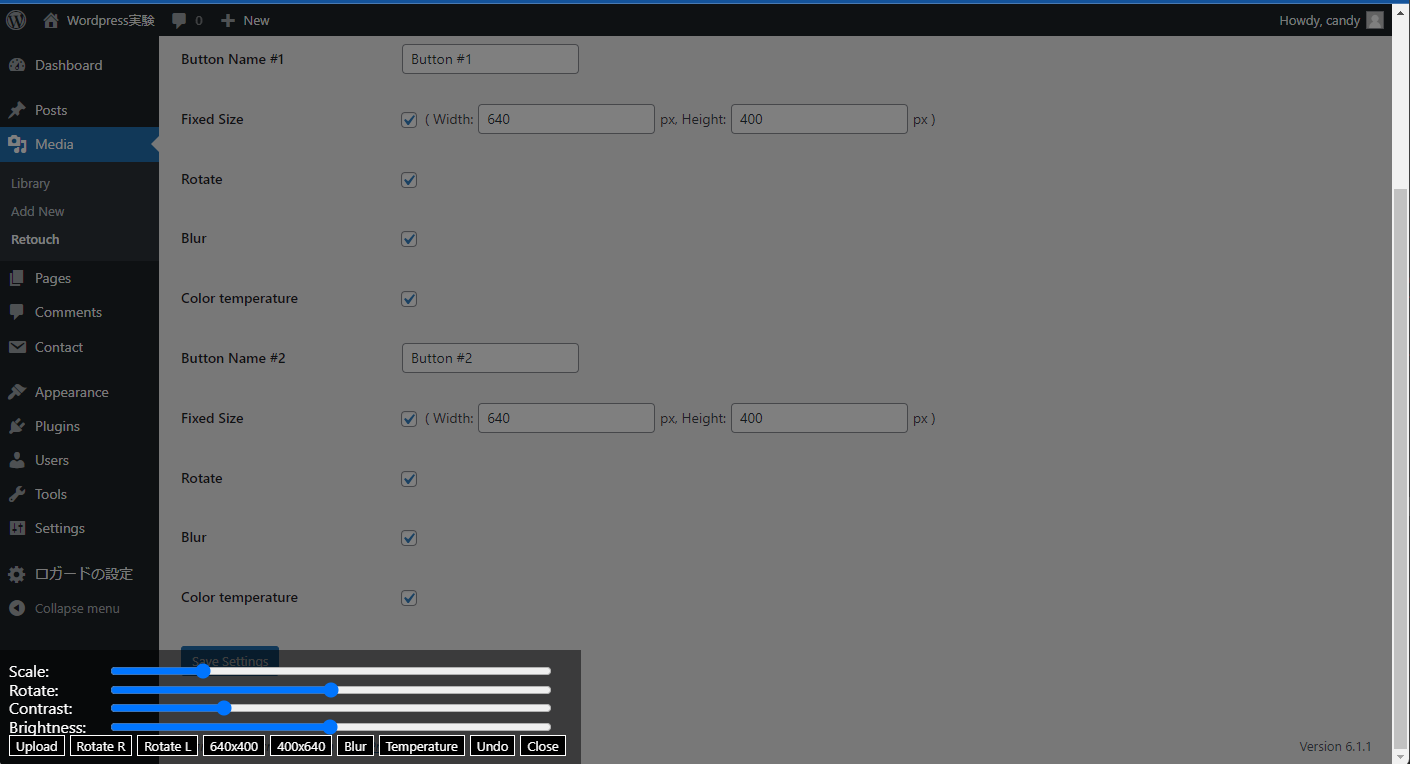 Wordpress実験 0 New Howdy, candy
Dashboard
Posts
Media
Library
Add New
Retouch
Pages
Comments
Contact
Appearance
Plugins
Users
Tools
Settings
ロガードの設定
Collapse menu
Button Name #1 Button #1
Fixed Size ( Width: 640 px, Height: 400 px )
Rotate
Blur
Color temperature
Button Name #2 Button #2
Fixed Size ( Width: 640 px, Height: 400 px )
Rotate
Blur
Color temperature
Save Settings
Scale:
Rotate:
Contrast:
Brightness:
Upload Rotate R Rotate L 640x400 400x640 Blur Temperature Undo Close
Version 6.1.1